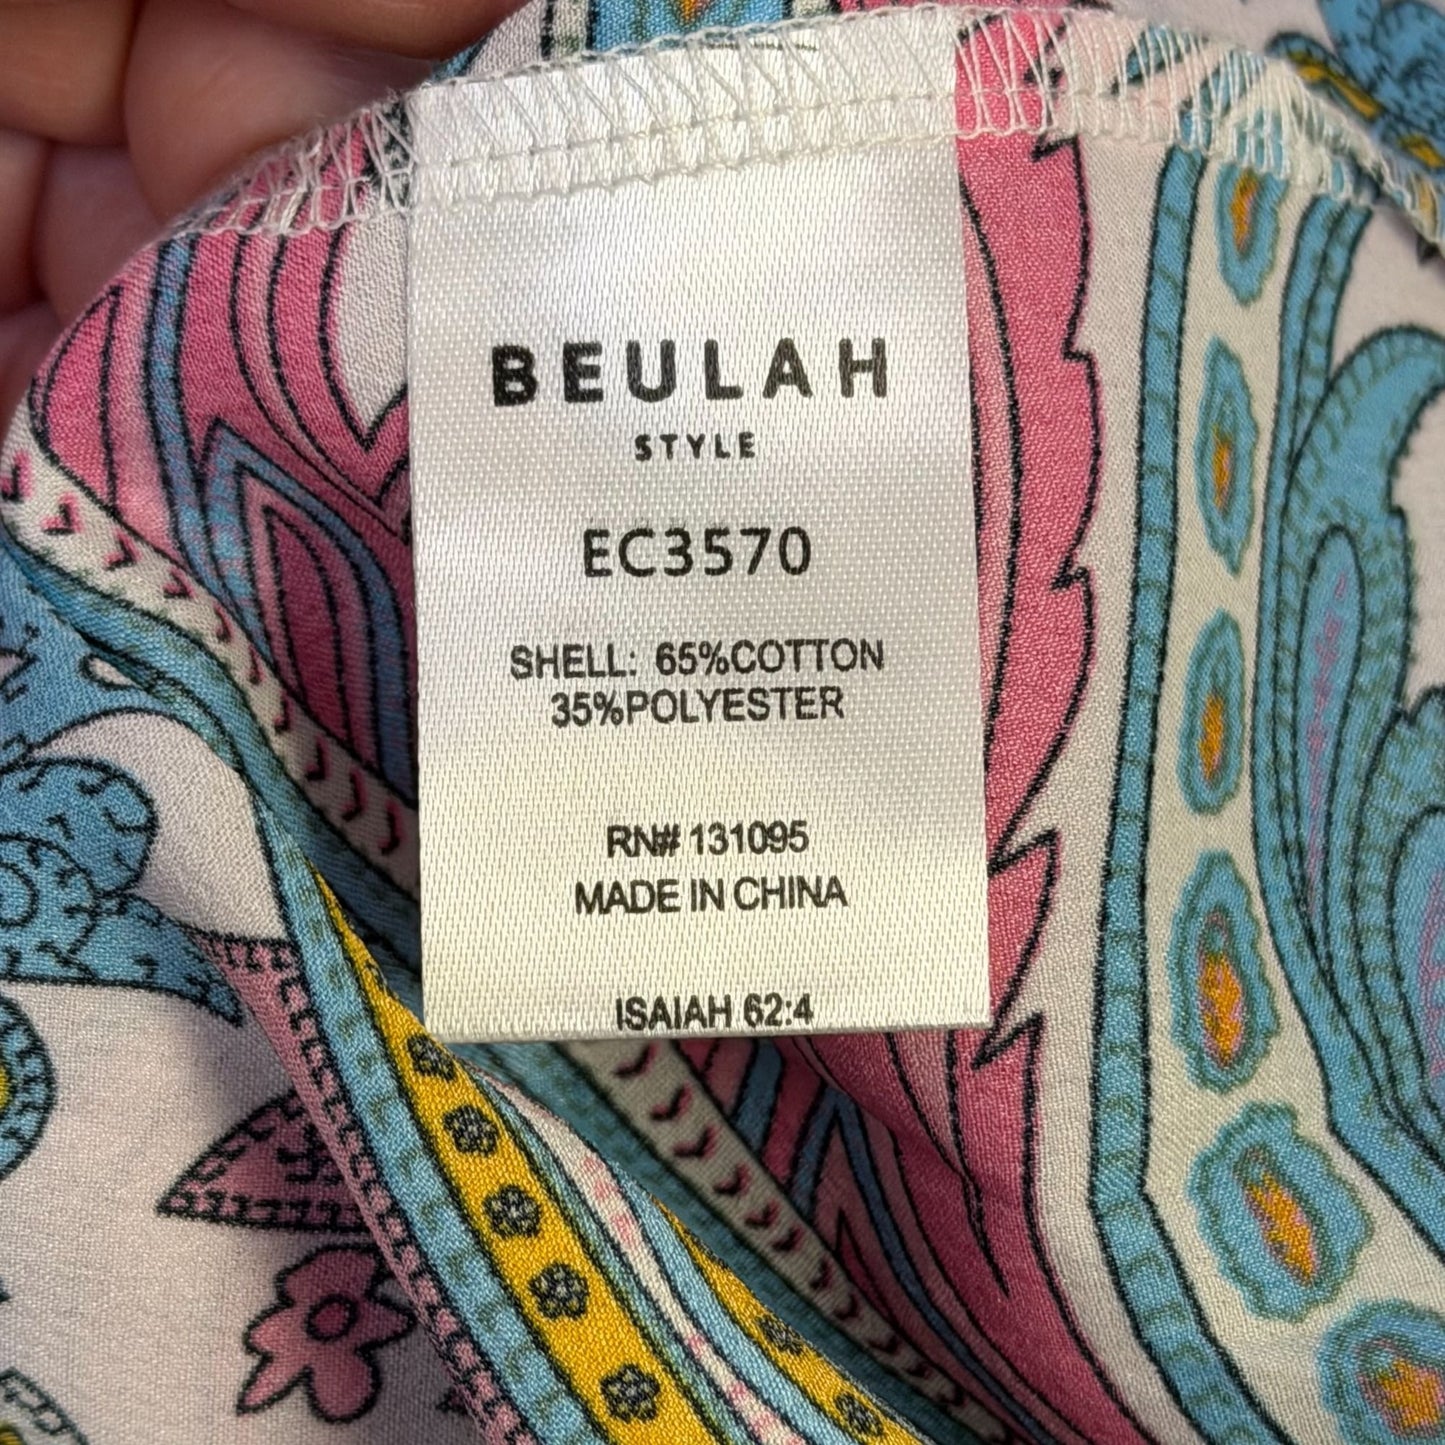 BEULAH
STYLE
EC3570
SHELL: 65%COTTON
35%POLYESTER
RN# 131095
MADE IN CHINA
ISAIAH 62:4